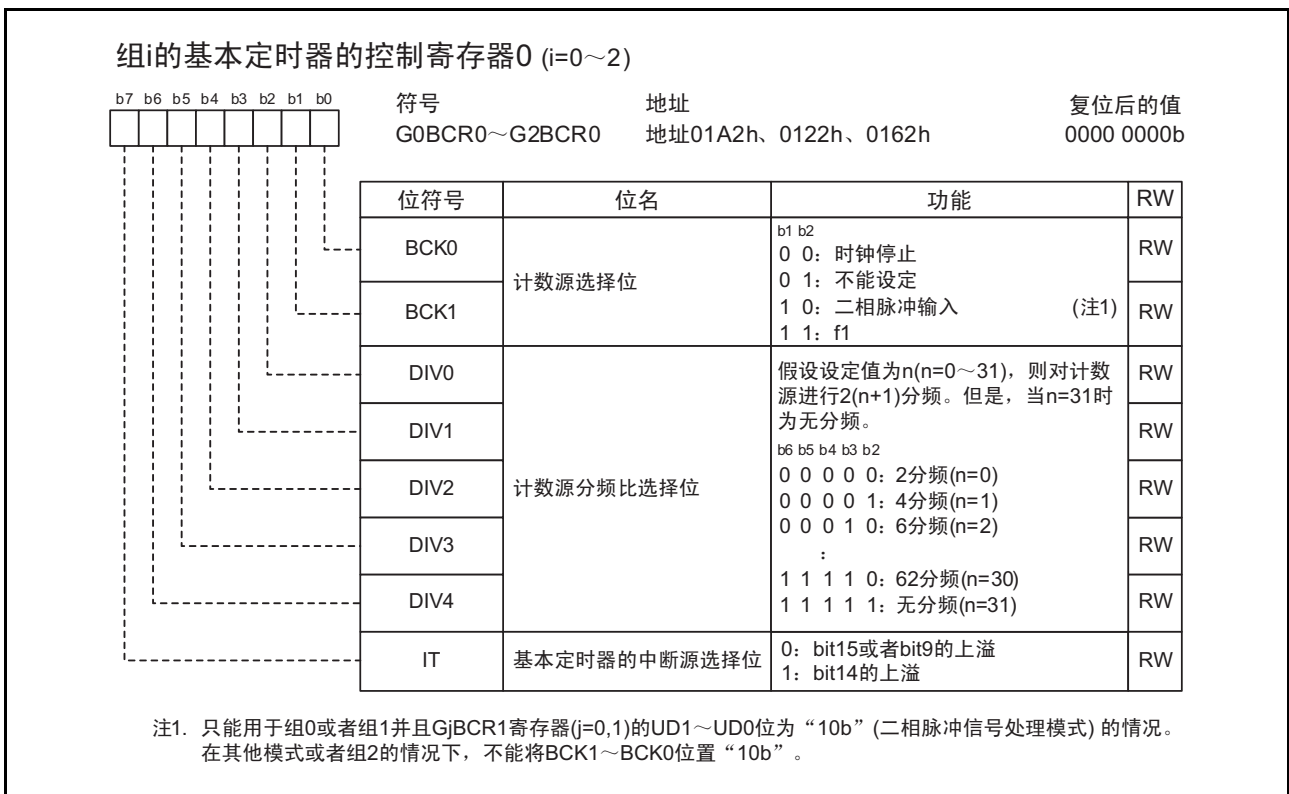 组i的基本定时器的控制寄存器0 (i=0～2)
b7 b6 b5 b4 b3 b2 b1 b0
符号 地址 复位后的值
G0BCR0～G2BCR0 地址01A2h、0122h、0162h 0000 0000b
位符号 位名 功能 RW
BCK0 RW
BCK1 RW
计数源选择位
b1 b2
0 0：时钟停止
0 1：不能设定
1 0：二相脉冲输入 (注1)
1 1：f1
DIV0 RW
DIV1 RW
DIV2 RW
DIV3 RW
DIV4 RW
计数源分频比选择位
假设设定值为n(n=0～31)，则对计数
源进行2(n+1)分频。但是，当n=31时
为无分频。
b6 b5 b4 b3 b2
0 0 0 0 0：2分频(n=0)
0 0 0 0 1：4分频(n=1)
0 0 0 1 0：6分频(n=2)
：
1 1 1 1 0：62分频(n=30)
1 1 1 1 1：无分频(n=31)
IT 基本定时器的中断源选择位 RW
0：bit15或者bit9的上溢
1：bit14的上溢
注1. 只能用于组0或者组1并且GjBCR1寄存器(j=0,1)的UD1～UD0位为“10b”(二相脉冲信号处理模式) 的情况。
在其他模式或者组2的情况下，不能将BCK1～BCK0位置“10b”。